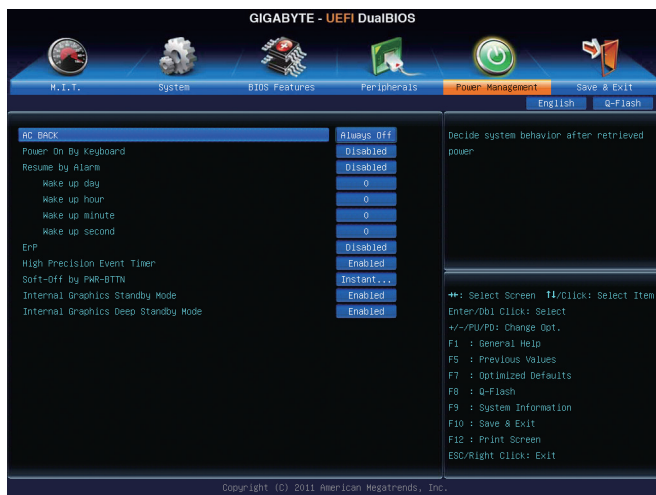 GIGABYTE - UEFI DualBIOS
M.I.T. System BIOS Features Peripherals Power Management Save & Exit
English Q-Flash
AC BACK Always Off
Power On By Keyboard Disabled
Resume by Alarm Disabled
Wake up day 0
Wake up hour 0
Wake up minute 0
Wake up second 0
ErP Disabled
High Precision Event Timer Enabled
Soft-Off by PWR-BTTN Instant...
Internal Graphics Standby Mode Enabled
Internal Graphics Deep Standby Mode Enabled
Decide system behavior after retrieved
power
→←: Select Screen ↑↓/Click: Select Item
Enter/Dbl Click: Select
+/-/PU/PD: Change Opt.
F1 : General Help
F5 : Previous Values
F7 : Optimized Defaults
F8 : Q-Flash
F9 : System Information
F10 : Save & Exit
F12 : Print Screen
ESC/Right Click: Exit
Copyright (C) 2011 American Megatrends, Inc.